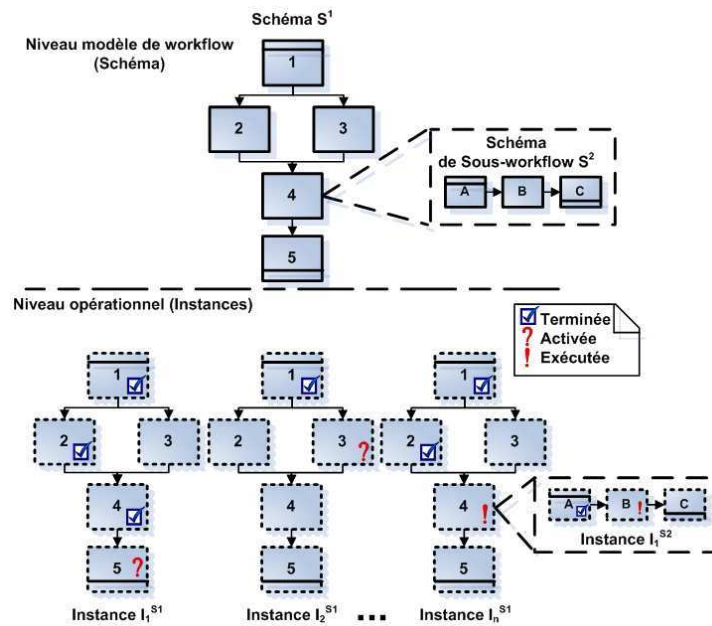 Schéma S¹
Niveau modèle de workflow
(Schéma)
1
2 3
4
5
Schéma
de Sous-workflow S²
A B C
Niveau opérationnel (Instances)
Terminée
? Activée
! Exécutée
1 1 1
2 3 2 3 ? 2 3
4 4 4 !
A B ! C
Instance I₁ˢ²
5 ? 5 5
Instance I₁ˢ¹ Instance I₂ˢ¹ ... Instance Iₙˢ¹